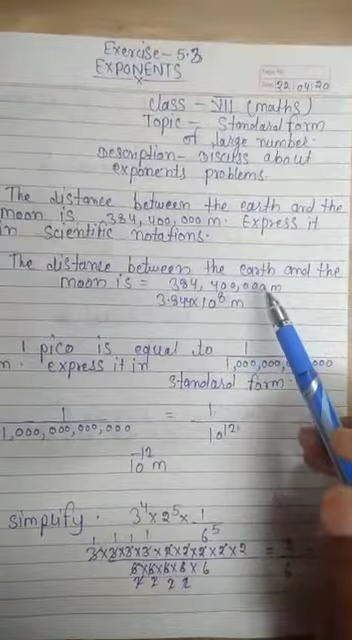 Exercise - 5.3
EXPONENTS
Date 22/04/20
Class - VII (maths)
Topic - Standard form
of large number.
Description - Discuss about
exponents problems.
The distance between the earth and the
moon is 384,400,000 m. Express it
in Scientific notations.
The distance between the earth and the
moon is = 384,400,000 m
3.84×10⁸ m
1 pico is equal to 1
express it in 1,000,000,000,000
standard form.
1 = 1
1,000,000,000,000 10¹²
10⁻¹² m
simplify. 3⁴ × 2⁵ × 1
6⁵